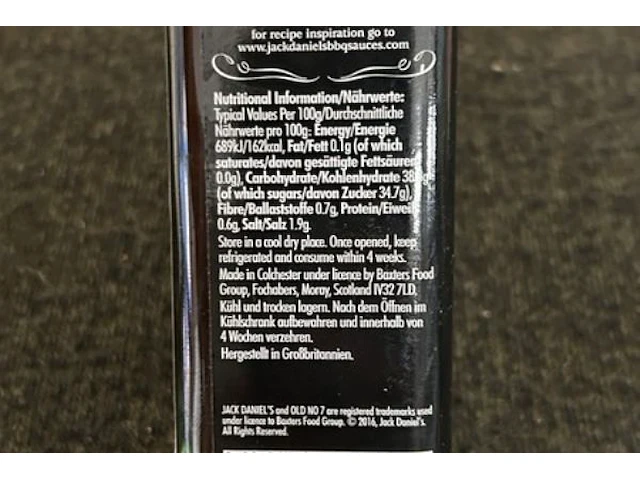 for recipe inspiration go to
www.jackdanielsbbqsauces.com
Nutritional Information/Nährwerte:
Typical Values Per 100g/Durchschnittliche
Nährwerte pro 100g: Energy/Energie
689kJ/162kcal, Fat/Fett 0.1g (of which
saturates/davon gesättigte Fettsäuren
0.0g), Carbohydrate/Kohlenhydrate
(of which sugars/davon Zucker 34.7g),
Fibre/Ballaststoffe 0.7g, Protein/Eiweiß
0.6g, Salt/Salz 1.9g.
Store in a cool dry place. Once opened, keep
refrigerated and consume within 4 weeks.
Made in Colchester under licence by Baxters Food
Group, Fochabers, Moray, Scotland IV32 7LD.
Kühl und trocken lagern. Nach dem Öffnen im
Kühlschrank aufbewahren und innerhalb von
4 Wochen verzehren.
Hergestellt in Großbritannien.
JACK DANIEL'S and OLD NO 7 are registered trademarks used
under licence to Baxters Food Group. © 2016, Jack Daniel's.
All Rights Reserved.